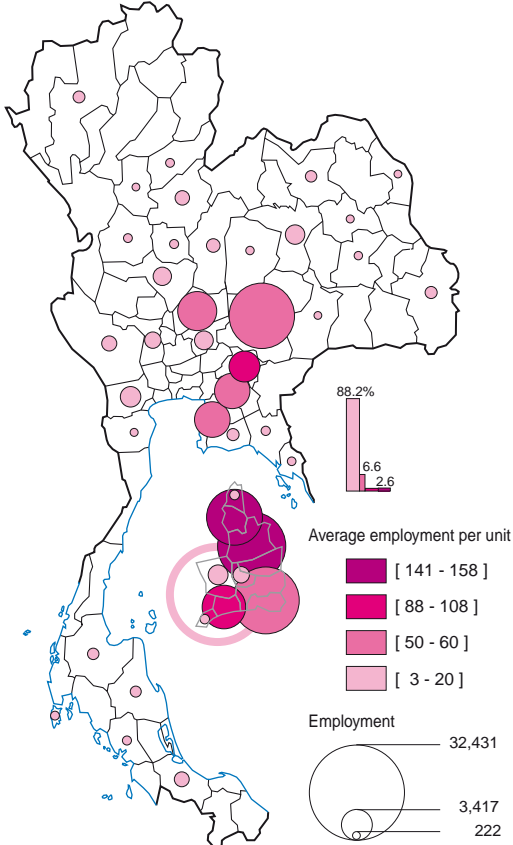 88.2%
6.6
2.6
Average employment per unit
[ 141 - 158 ]
[ 88 - 108 ]
[ 50 - 60 ]
[ 3 - 20 ]
Employment
32,431
3,417
222